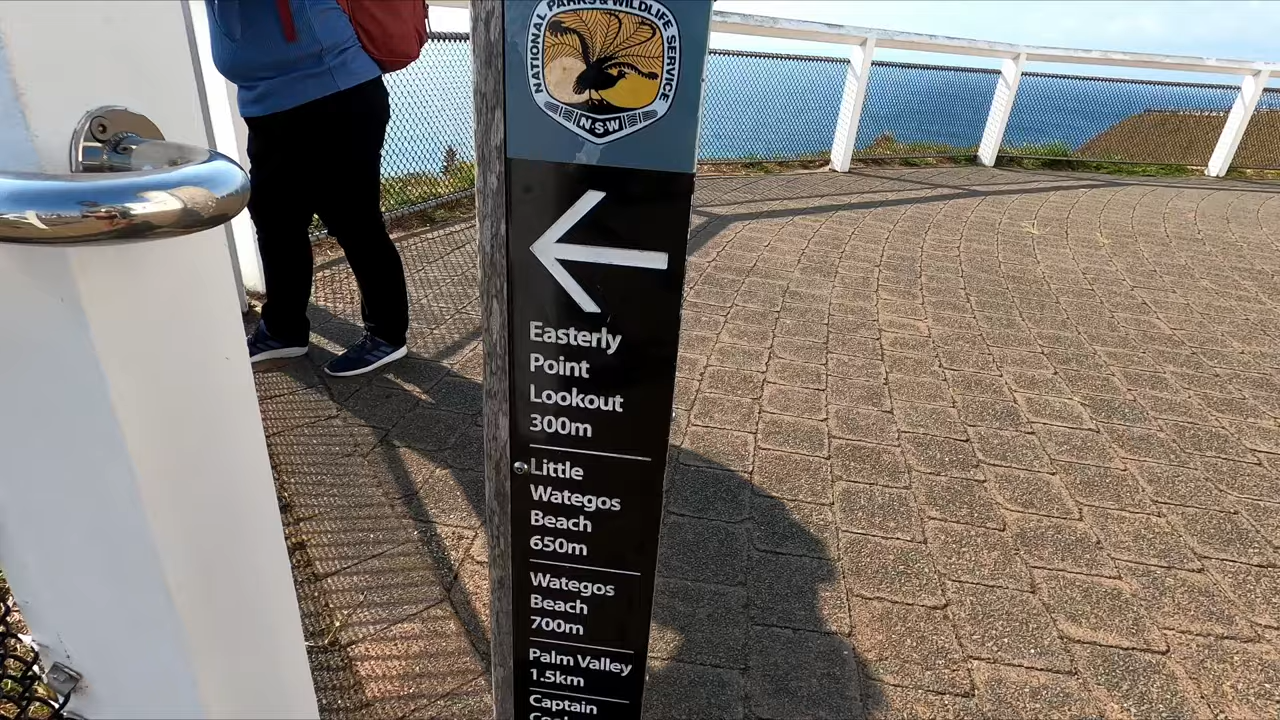 NATIONAL PARKS & WILDLIFE SERVICE
N·S·W
Easterly
Point
Lookout
300m
Little
Wategos
Beach
650m
Wategos
Beach
700m
Palm Valley
1.5km
Captain